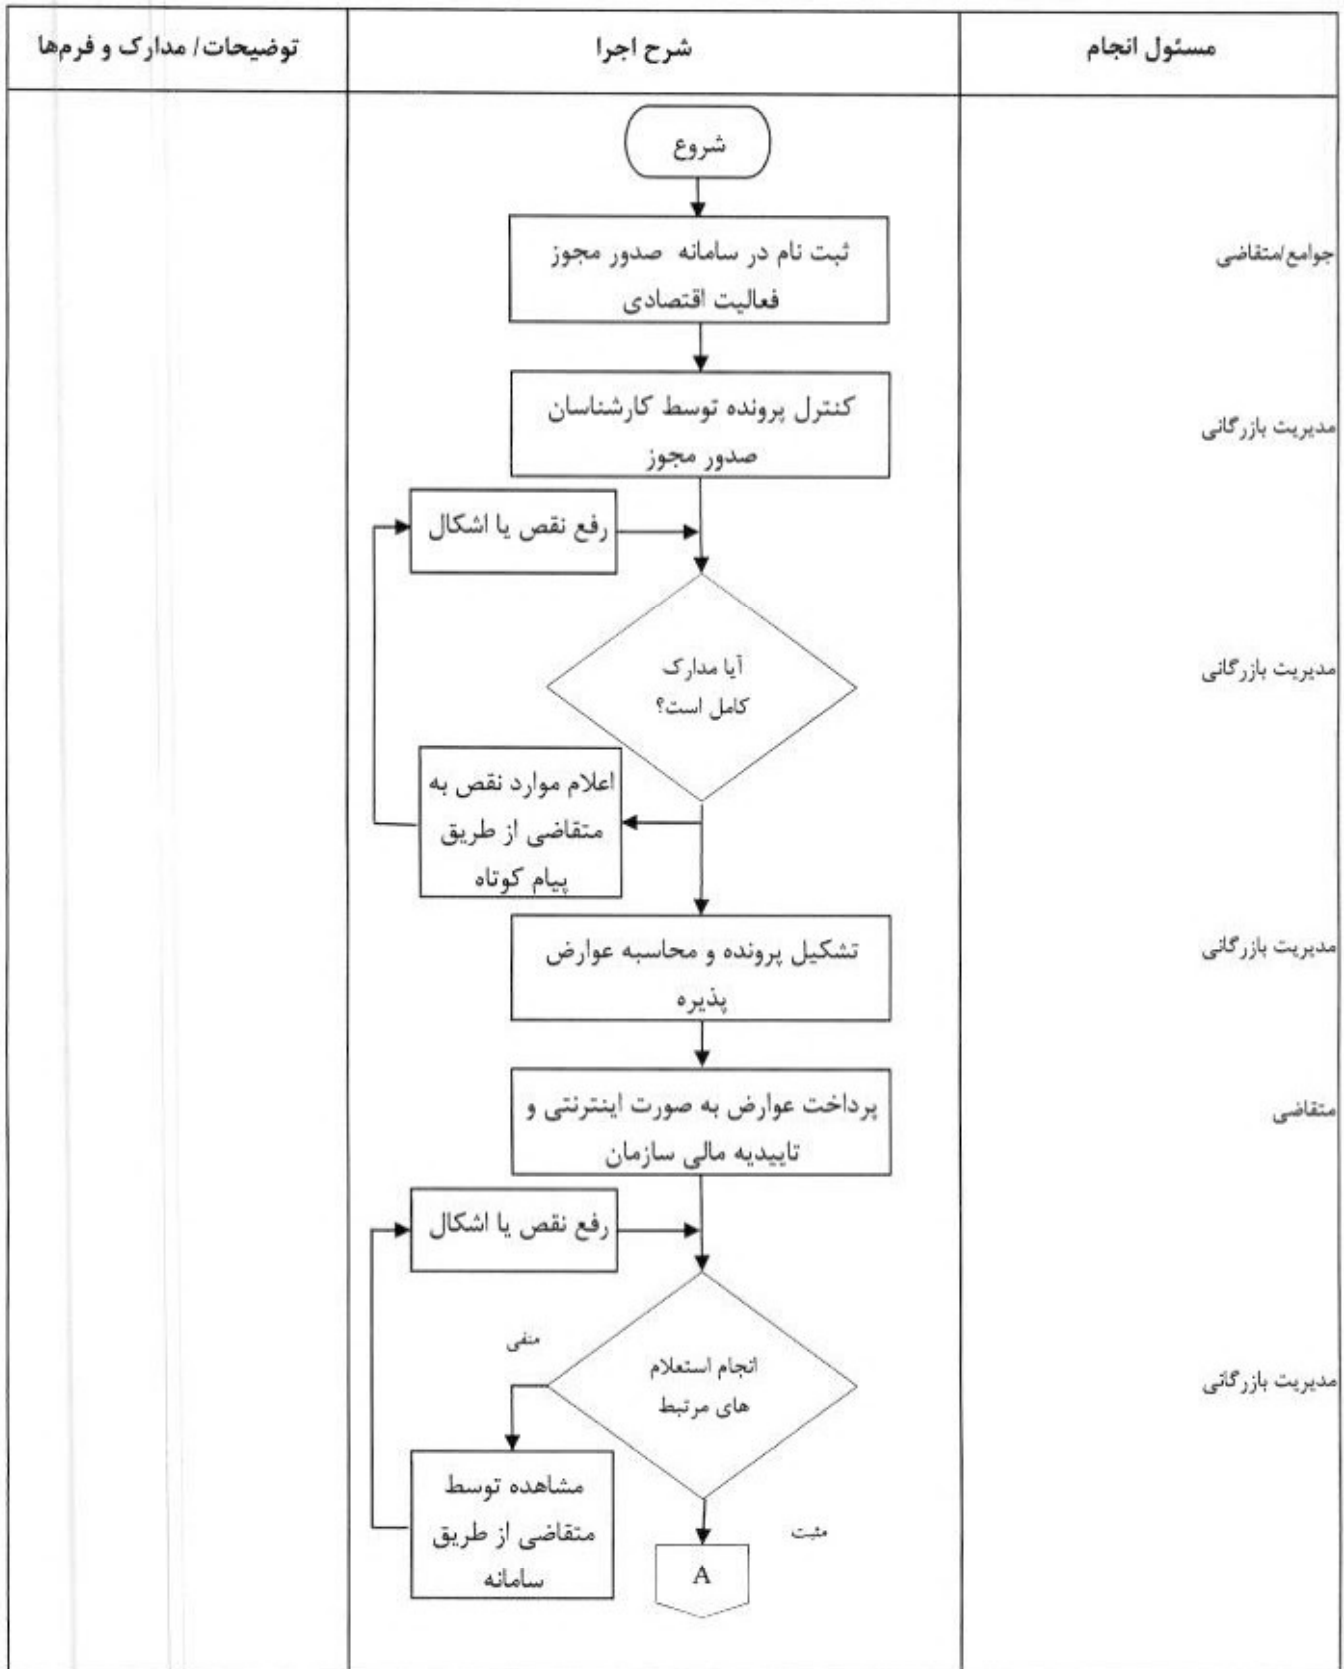 مسئول انجام
شرح اجرا
توضیحات/ مدارک و فرم‌ها
شروع
ثبت نام در سامانه صدور مجوز
فعالیت اقتصادی
جوامع/متقاضی
کنترل پرونده توسط کارشناسان
صدور مجوز
مدیریت بازرگانی
رفع نقص یا اشکال
آیا مدارک
کامل است؟
مدیریت بازرگانی
اعلام موارد نقص به
متقاضی از طریق
پیام کوتاه
تشکیل پرونده و محاسبه عوارض
پذیره
مدیریت بازرگانی
پرداخت عوارض به صورت اینترنتی و
تاییدیه مالی سازمان
متقاضی
رفع نقص یا اشکال
منفی
انجام استعلام
های مرتبط
مدیریت بازرگانی
مشاهده توسط
متقاضی از طریق
سامانه
مثبت
A